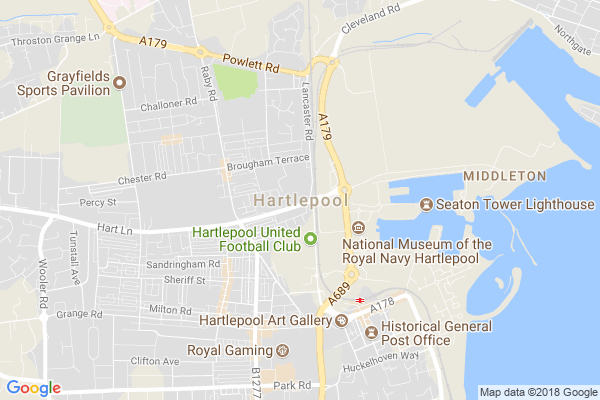 Cleveland Rd
Throston Grange Ln
A179
Northgate
Powlett Rd
Grayfields
Sports Pavilion
Raby Rd
Lancaster Rd
Challoner Rd
A179
Brougham Terrace
Chester Rd
MIDDLETON
Percy St
Hartlepool
Seaton Tower Lighthouse
Hart Ln
Hartlepool United
Football Club
National Museum of the
Royal Navy Hartlepool
Tunstall Ave
Wooler Rd
Sandringham Rd
Sheriff St
A689
A178
Milton Rd
Grange Rd
Hartlepool Art Gallery
Historical General
Post Office
Royal Gaming
Clifton Ave
Huckelhoven Way
B1277
Park Rd
Google
Map data ©2018 Google